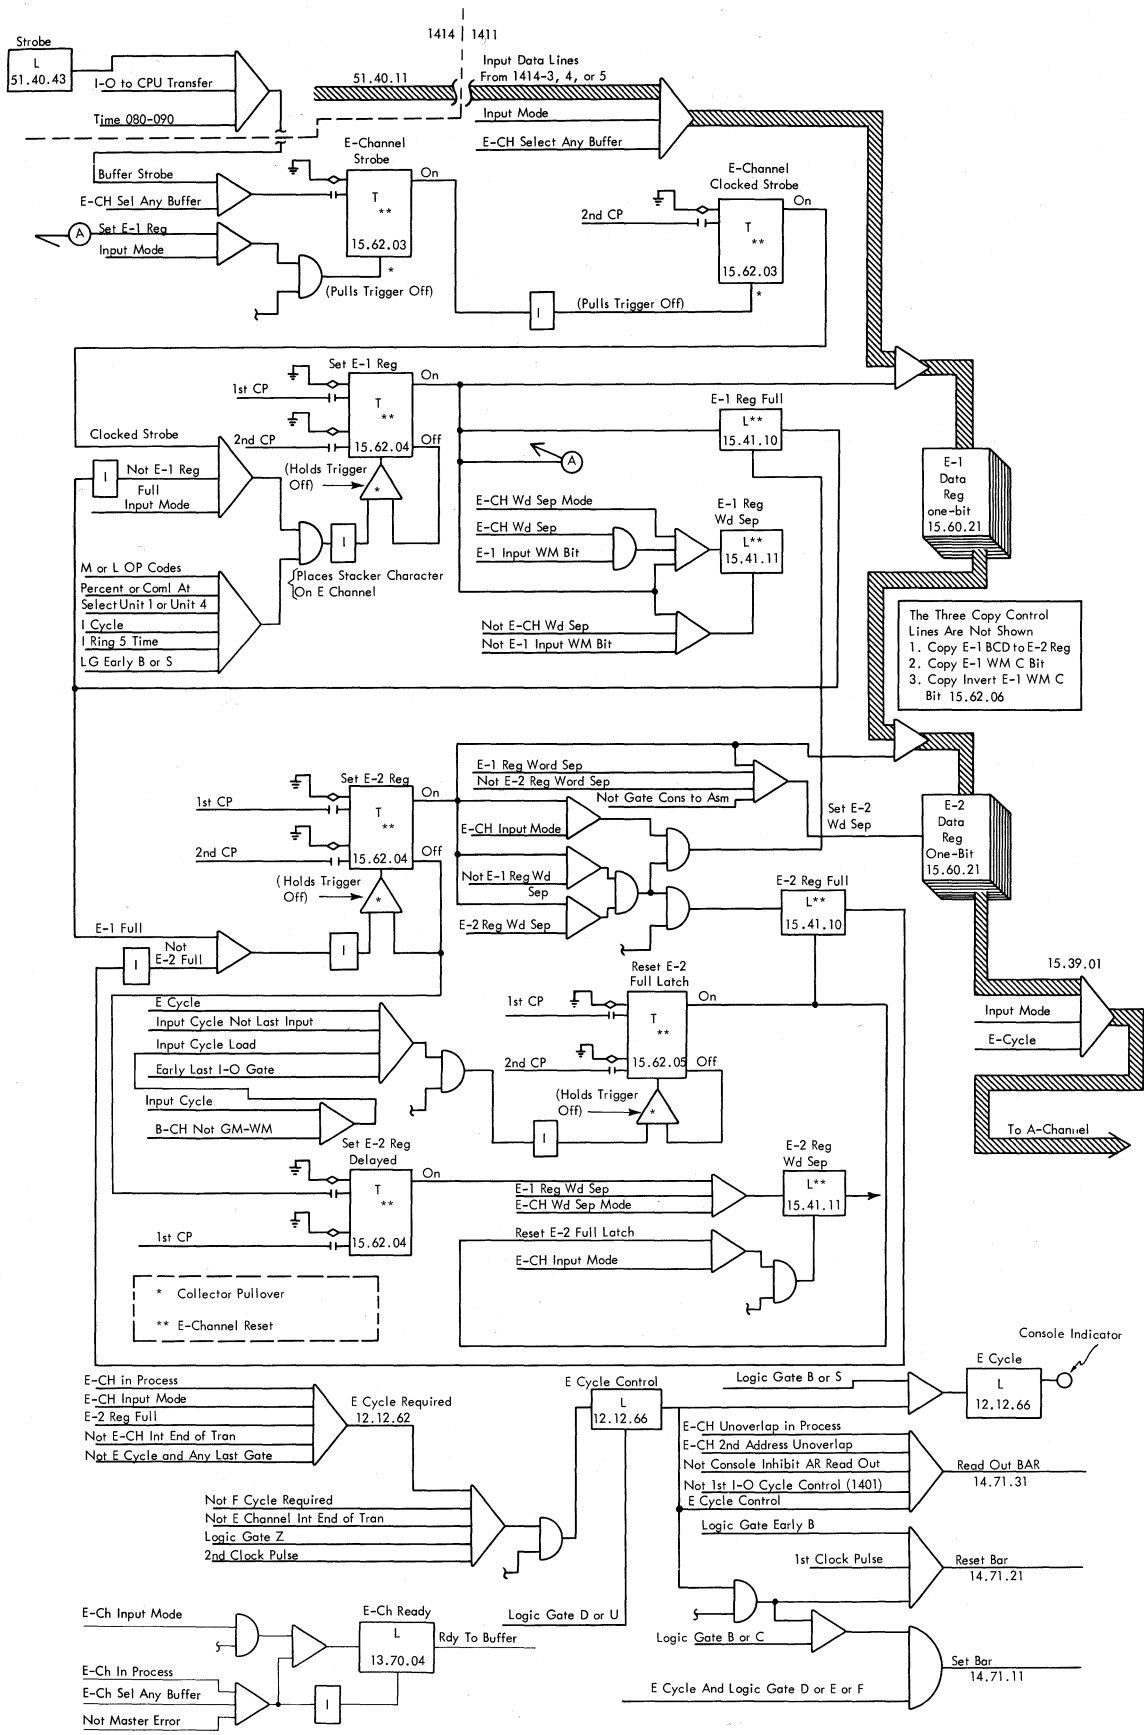 1414 1411
Strobe
L
51.40.43
I-O to CPU Transfer
Time 080-090
51.40.11
Input Data Lines
From 1414-3, 4, or 5
Input Mode
E-CH Select Any Buffer
E-Channel
Strobe
On
T
**
15.62.03
*
(Pulls Trigger Off)
Buffer Strobe
E-CH Sel Any Buffer
A
Set E-1 Reg
Input Mode
E-Channel
Clocked Strobe
On
2nd CP
T
**
15.62.03
*
I
(Pulls Trigger Off)
Set E-1 Reg
On
1st CP
T
**
2nd CP
15.62.04
Off
(Holds Trigger
Off)
*
Clocked Strobe
I
Not E-1 Reg
Full
Input Mode
I
Places Stacker Character
On E Channel
M or L OP Codes
Percent or Coml At
Select Unit 1 or Unit 4
I Cycle
I Ring 5 Time
LG Early B or S
E-1 Reg Full
L**
15.41.10
A
E-CH Wd Sep Mode
E-CH Wd Sep
E-1 Input WM Bit
E-1 Reg
Wd Sep
L**
15.41.11
Not E-CH Wd Sep
Not E-1 Input WM Bit
E-1
Data
Reg
one-bit
15.60.21
The Three Copy Control
Lines Are Not Shown
1. Copy E-1 BCD to E-2 Reg
2. Copy E-1 WM C Bit
3. Copy Invert E-1 WM C
Bit 15.62.06
Set E-2 Reg
On
1st CP
T
**
2nd CP
15.62.04
Off
(Holds Trigger
Off)
*
E-1 Full
I
Not
E-2 Full
I
E-1 Reg Word Sep
Not E-2 Reg Word Sep
Not Gate Cons to Asm
E-CH Input Mode
Not E-1 Reg Wd
Sep
E-2 Reg Wd Sep
Set E-2
Wd Sep
E-2
Data
Reg
One-Bit
15.60.21
E-2 Reg Full
L**
15.41.10
15.39.01
Input Mode
E-Cycle
To A-Channel
Reset E-2
Full Latch
On
1st CP
T
**
2nd CP
15.62.05
Off
(Holds Trigger
Off)
*
I
E Cycle
Input Cycle Not Last Input
Input Cycle Load
Early Last I-O Gate
Input Cycle
B-CH Not GM-WM
Set E-2 Reg
Delayed
On
T
**
1st CP
15.62.04
E-1 Reg Wd Sep
E-CH Wd Sep Mode
E-2 Reg
Wd Sep
L**
15.41.11
Reset E-2 Full Latch
E-CH Input Mode
* Collector Pullover
** E-Channel Reset
Console Indicator
E Cycle
L
12.12.66
Logic Gate B or S
E Cycle Control
L
12.12.66
E-CH in Process
E-CH Input Mode
E-2 Reg Full
Not E-CH Int End of Tran
Not E Cycle and Any Last Gate
E Cycle Required
12.12.62
E-CH Unoverlap in Process
E-CH 2nd Address Unoverlap
Not Console Inhibit AR Read Out
Not 1st I-O Cycle Control (1401)
E Cycle Control
Read Out BAR
14.71.31
Not F Cycle Required
Not E Channel Int End of Tran
Logic Gate Z
2nd Clock Pulse
Logic Gate Early B
1st Clock Pulse
Reset Bar
14.71.21
Logic Gate D or U
Logic Gate B or C
E Cycle And Logic Gate D or E or F
Set Bar
14.71.11
E-Ch Input Mode
E-Ch Ready
L
13.70.04
Rdy To Buffer
E-Ch In Process
E-Ch Sel Any Buffer
Not Master Error
I